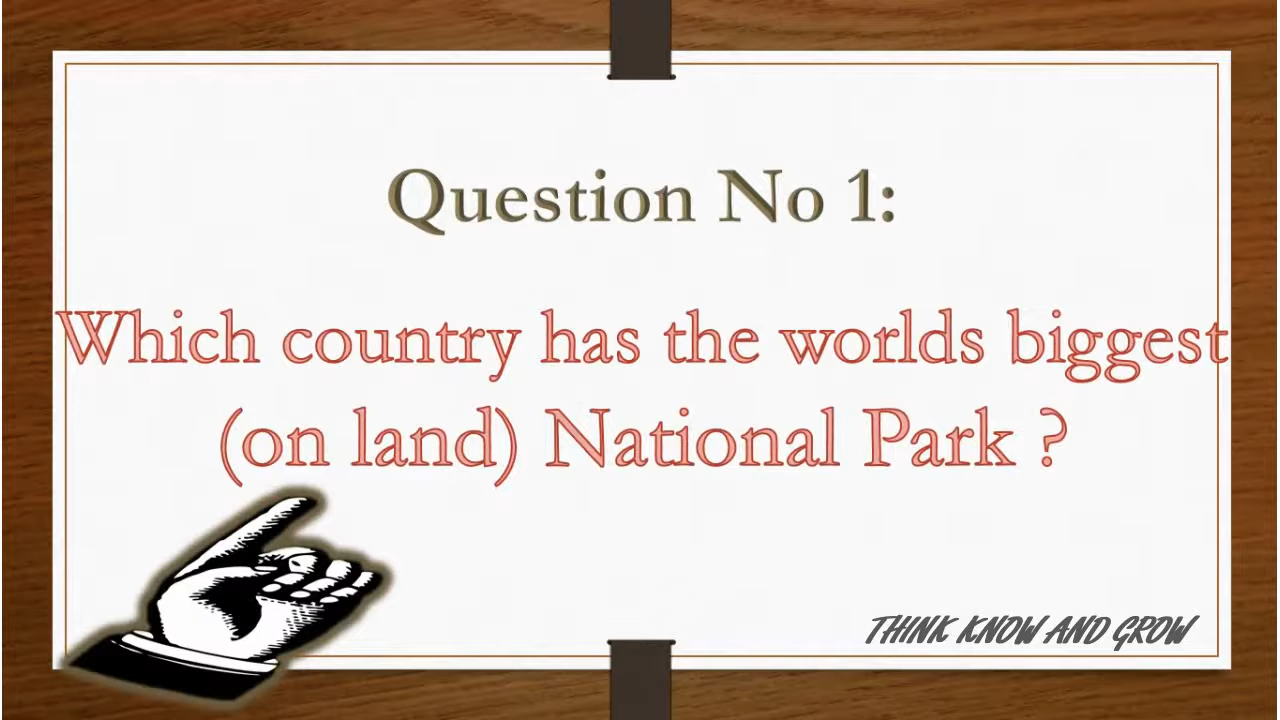 Question No 1:
Which country has the worlds biggest
(on land) National Park ?
THINK KNOW AND GROW